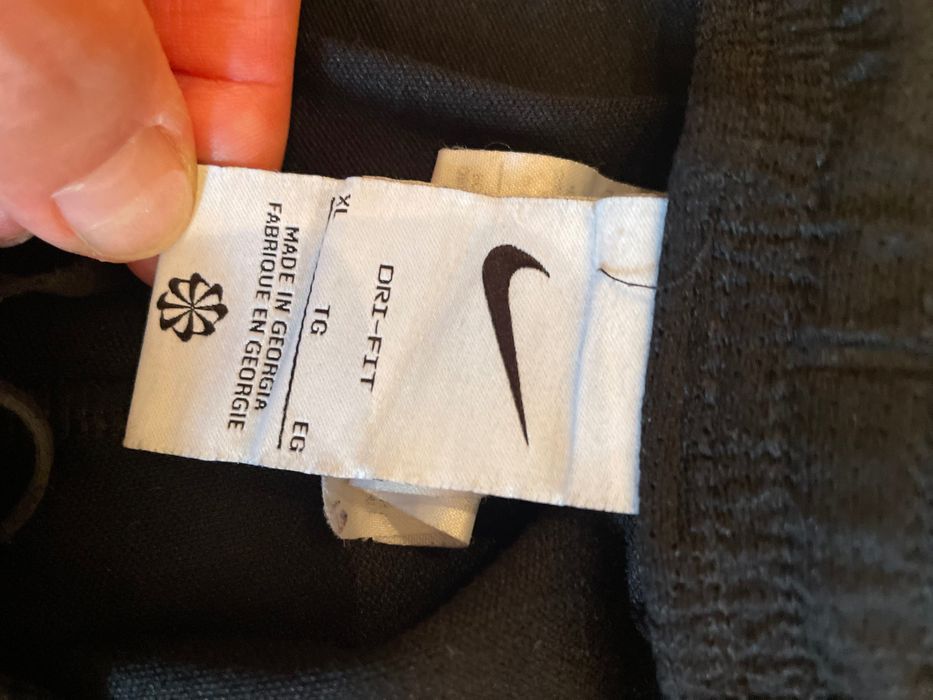 DRI-FIT
XL TG EG
MADE IN GEORGIA
FABRIQUE EN GEORGIE